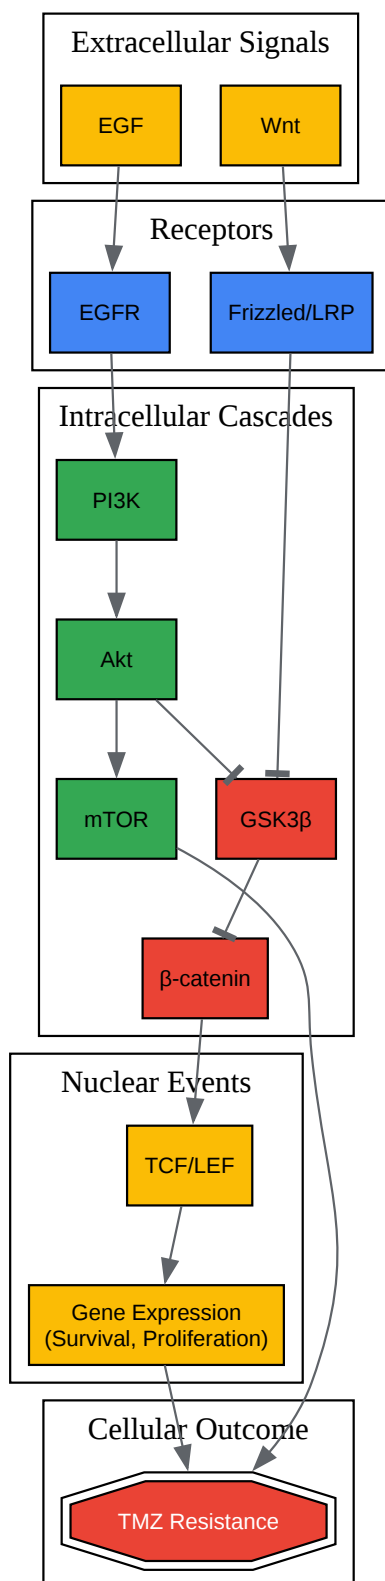 Extracellular Signals
EGF
Wnt
Receptors
EGFR
Frizzled/LRP
Intracellular Cascades
PI3K
Akt
mTOR
GSK3β
β-catenin
Nuclear Events
TCF/LEF
Gene Expression
(Survival, Proliferation)
Cellular Outcome
TMZ Resistance